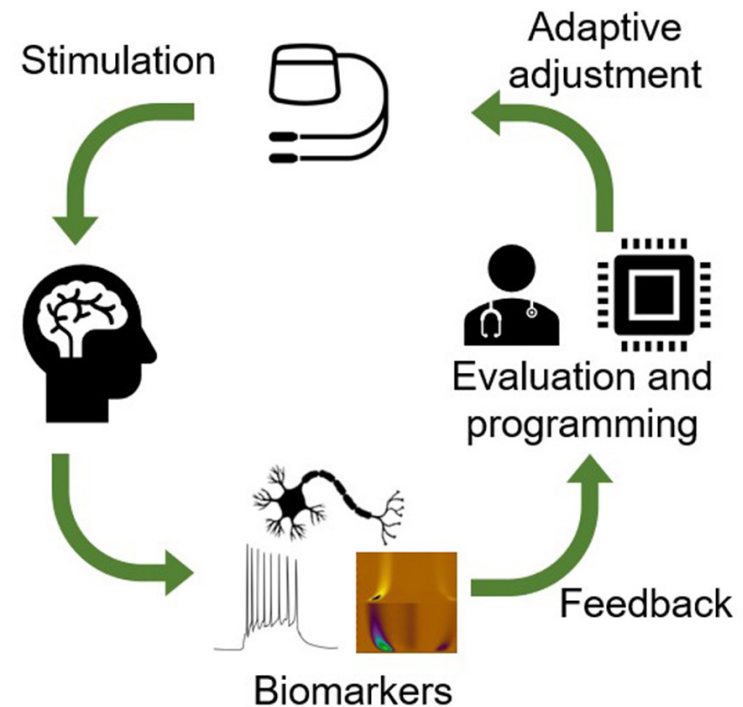 Stimulation
Adaptive
adjustment
Evaluation and
programming
Feedback
Biomarkers